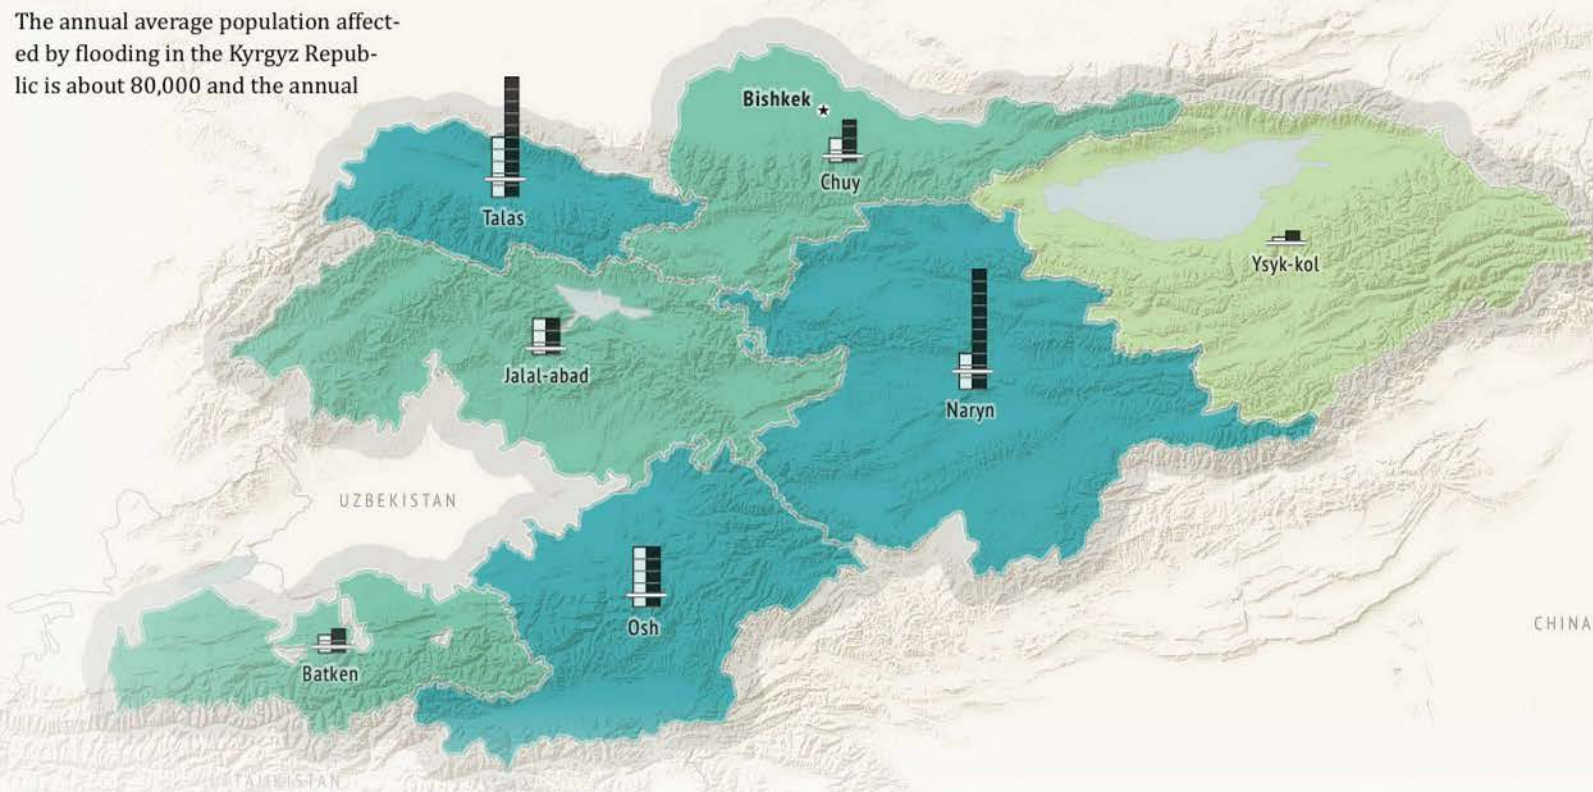 The annual average population affect-
ed by flooding in the Kyrgyz Repub-
lic is about 80,000 and the annual
Bishkek
Chuy
Talas
Ysyk-kol
Jalal-abad
Naryn
UZBEKISTAN
Osh
CHINA
Batken
TAJIKISTAN